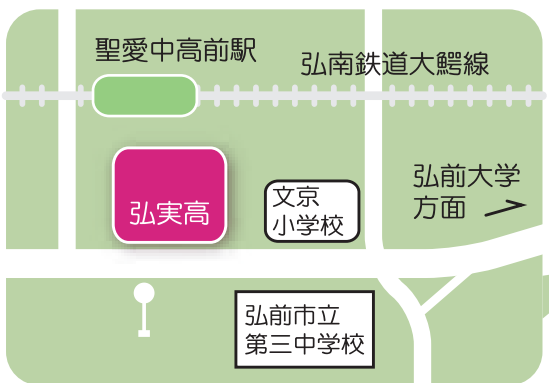 聖愛中高前駅
弘南鉄道大鰐線
弘実高
文京
小学校
弘前大学
方面
弘前市立
第三中学校